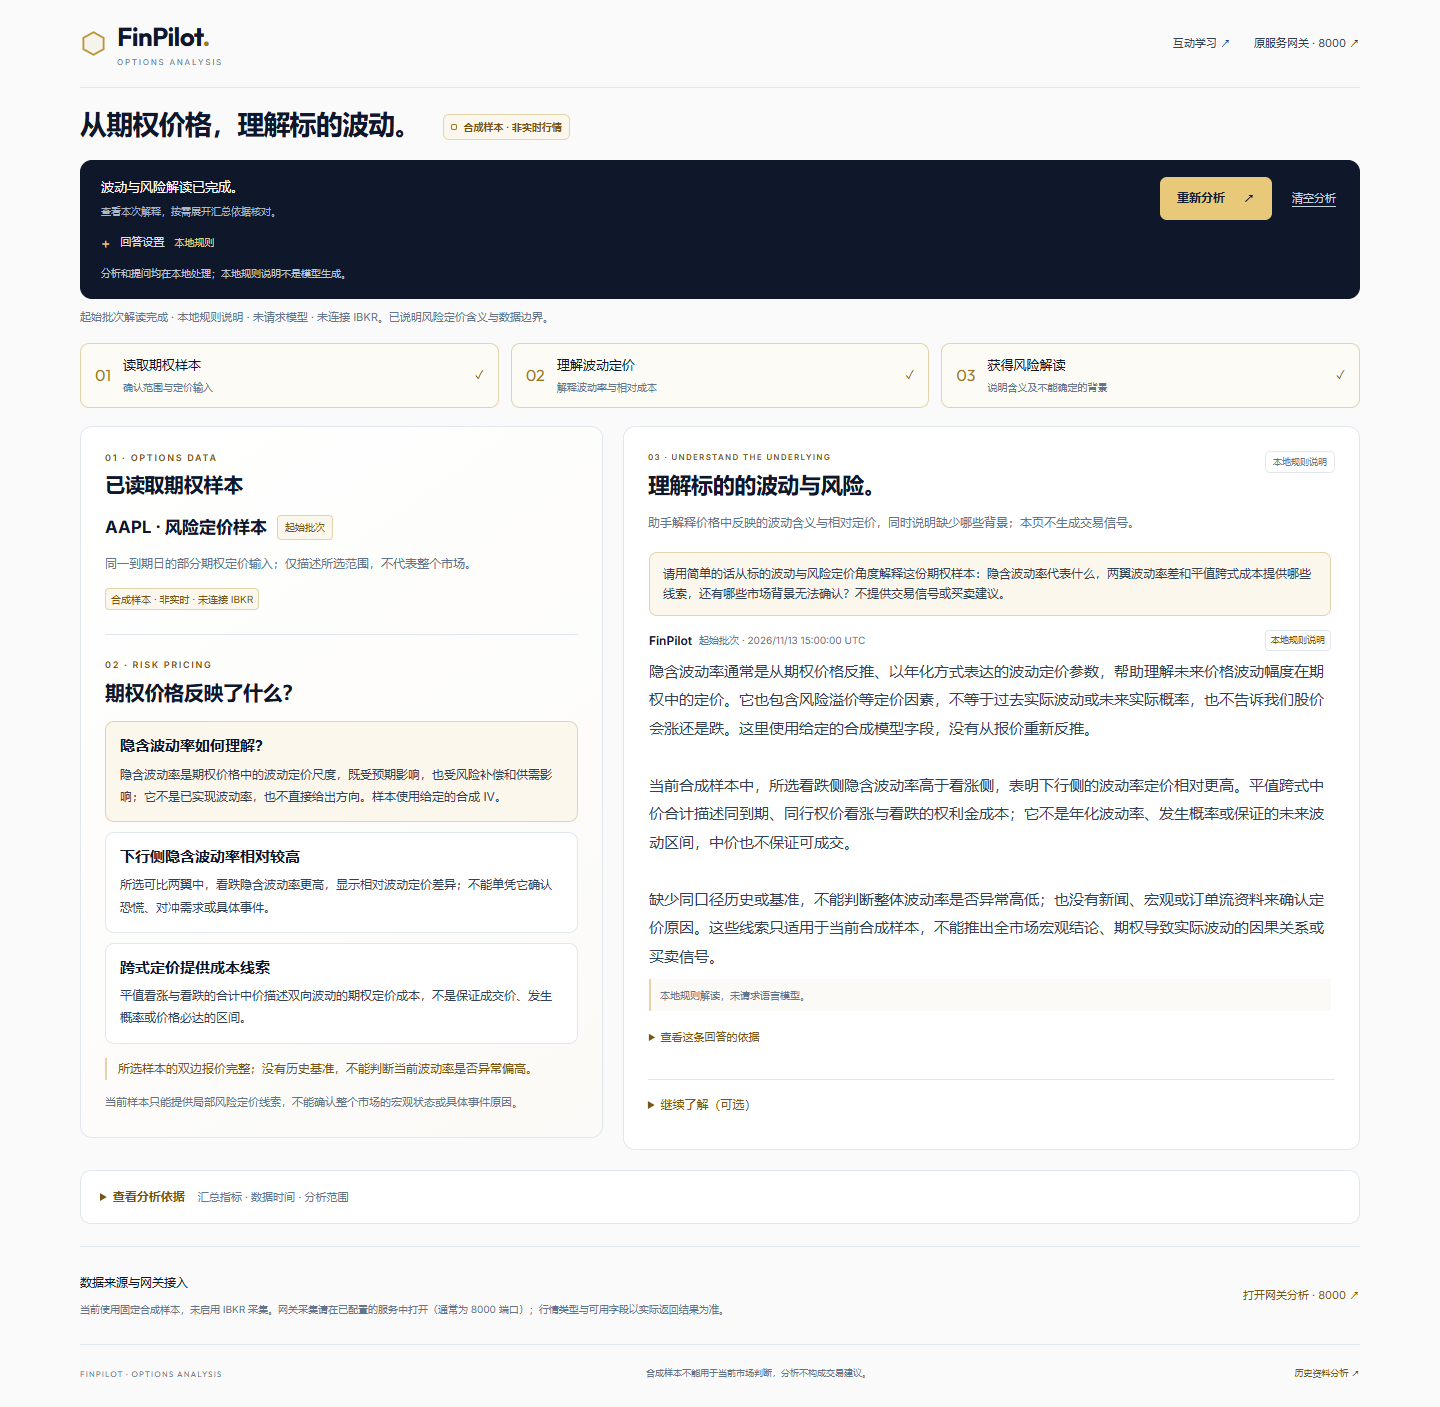 FinPilot.
OPTIONS ANALYSIS
互动学习 ↗
原服务网关 · 8000 ↗
从期权价格，理解标的波动。
合成样本 · 非实时行情
波动与风险解读已完成。
查看本次解释，按需展开汇总依据核对。
+ 回答设置 本地规则
分析和提问均在本地处理；本地规则说明不是模型生成。
重新分析 ↗
清空分析
起始批次解读完成 · 本地规则说明 · 未请求模型 · 未连接 IBKR。已说明风险定价含义与数据边界。
01 读取期权样本 ✓
确认范围与定价输入
02 理解波动定价 ✓
解释波动率与相对成本
03 获得风险解读 ✓
说明含义及不能确定的背景
01 · OPTIONS DATA
已读取期权样本
AAPL · 风险定价样本 起始批次
同一到期日的部分期权定价输入；仅描述所选范围，不代表整个市场。
合成样本 · 非实时 · 未连接 IBKR
02 · RISK PRICING
期权价格反映了什么？
隐含波动率如何理解？
隐含波动率是期权价格中的波动定价尺度，既受预期影响，也受风险补偿和供需影
响；它不是已实现波动率，也不直接给出方向。样本使用给定的合成 IV。
下行侧隐含波动率相对较高
所选可比两翼中，看跌隐含波动率更高，显示相对波动定价差异；不能单凭它确认
恐慌、对冲需求或具体事件。
跨式定价提供成本线索
平值看涨与看跌的合计中价描述双向波动的期权定价成本，不是保证成交价、发生
概率或价格必达的区间。
所选样本的双边报价完整；没有历史基准，不能判断当前波动率是否异常偏高。
当前样本只能提供局部风险定价线索，不能确认整个市场的宏观状态或具体事件原因。
03 · UNDERSTAND THE UNDERLYING
本地规则说明
理解标的的波动与风险。
助手解释价格中反映的波动含义与相对定价，同时说明缺少哪些背景；本页不生成交易信号。
请用简单的话从标的波动与风险定价角度解释这份期权样本：隐含波动率代表什么，两翼波动率差和平值跨式成本提供哪些
线索，还有哪些市场背景无法确认？不提供交易信号或买卖建议。
FinPilot 起始批次 · 2026/11/13 15:00:00 UTC
本地规则说明
隐含波动率通常是从期权价格反推、以年化方式表达的波动定价参数，帮助理解未来价格波动幅度在期
权中的定价。它也包含风险溢价等定价因素，不等于过去实际波动或未来实际概率，也不告诉我们股价
会涨还是跌。这里使用给定的合成模型字段，没有从报价重新反推。
当前合成样本中，所选看跌侧隐含波动率高于看涨侧，表明下行侧的波动率定价相对更高。平值跨式中
价合计描述同到期、同行权价看涨与看跌的权利金成本；它不是年化波动率、发生概率或保证的未来波
动区间，中价也不保证可成交。
缺少同口径历史或基准，不能判断整体波动率是否异常高低；也没有新闻、宏观或订单流资料来确认定
价原因。这些线索只适用于当前合成样本，不能推出全市场宏观结论、期权导致实际波动的因果关系或
买卖信号。
本地规则解读，未请求语言模型。
▶ 查看这条回答的依据
▶ 继续了解（可选）
▶ 查看分析依据 汇总指标 · 数据时间 · 分析范围
数据来源与网关接入
当前使用固定合成样本，未启用 IBKR 采集。网关采集请在已配置的服务中打开（通常为 8000 端口）；行情类型与可用字段以实际返回结果为准。
打开网关分析 · 8000 ↗
FINPILOT · OPTIONS ANALYSIS
合成样本不能用于当前市场判断，分析不构成交易建议。
历史资料分析 ↗